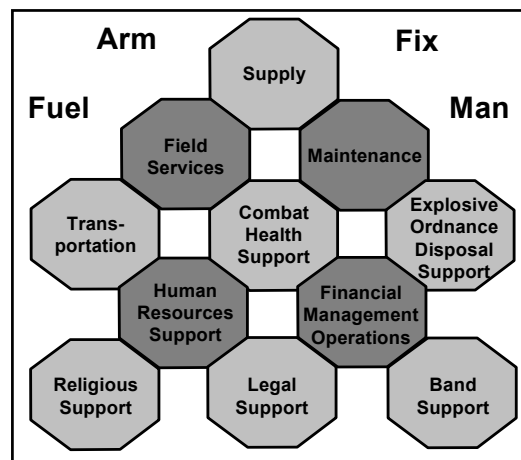 Arm
Fix
Supply
Fuel
Man
Field
Services
Maintenance
Trans-
portation
Combat
Health
Support
Explosive
Ordnance
Disposal
Support
Human
Resources
Support
Financial
Management
Operations
Religious
Support
Legal
Support
Band
Support